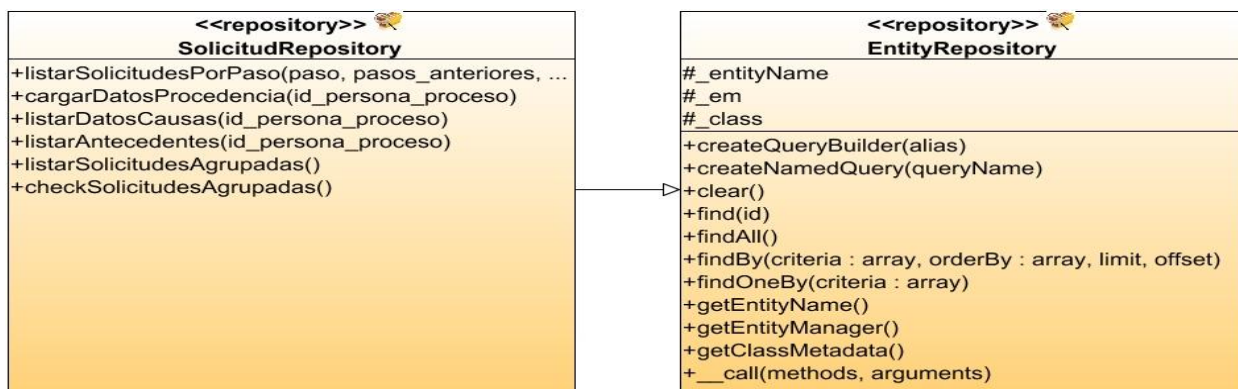 <<repository>>
SolicitudRepository
+listarSolicitudesPorPaso(paso, pasos_anteriores, ...
+cargarDatosProcedencia(id_persona_proceso)
+listarDatosCausas(id_persona_proceso)
+listarAntecedentes(id_persona_proceso)
+listarSolicitudesAgrupadas()
+checkSolicitudesAgrupadas()
<<repository>>
EntityRepository
#_entityName
#_em
#_class
+createQueryBuilder(alias)
+createNamedQuery(queryName)
+clear()
+find(id)
+findAll()
+findBy(criteria : array, orderBy : array, limit, offset)
+findOneBy(criteria : array)
+getEntityName()
+getEntityManager()
+getClassMetadata()
+__call(methods, arguments)